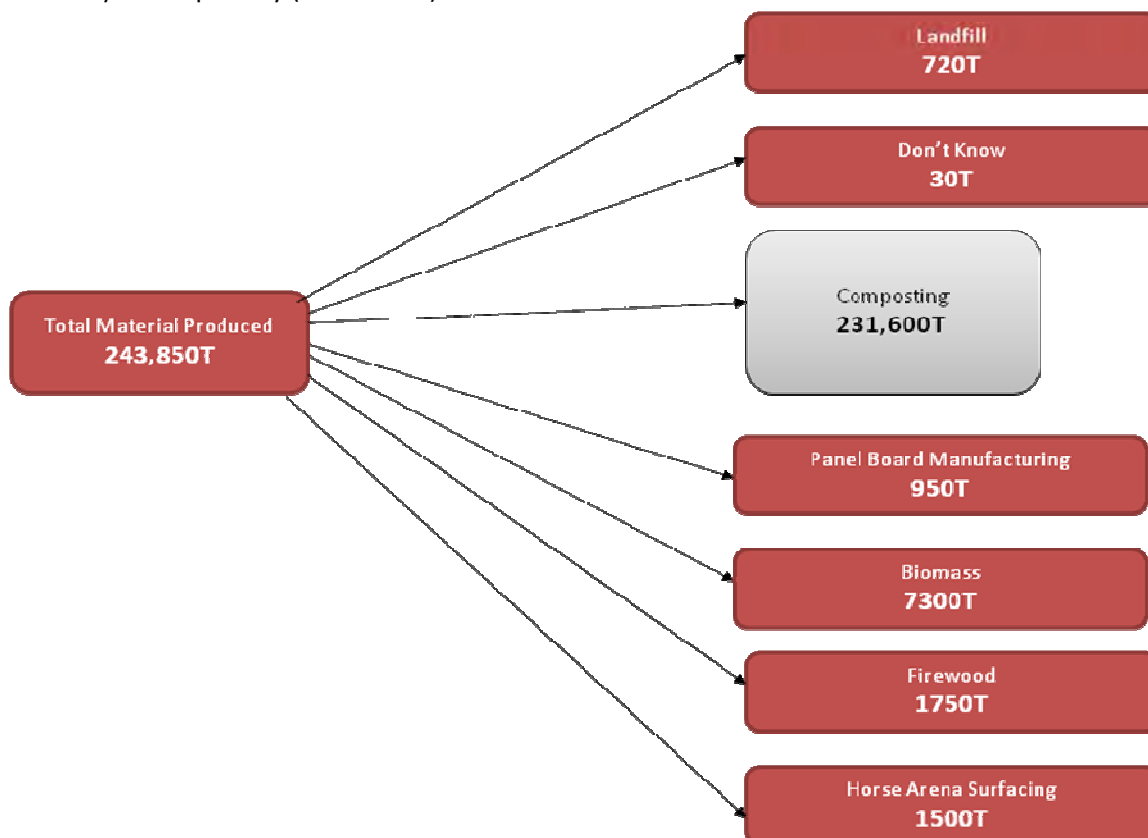 Landfill
720T
Don't Know
30T
Composting
231,600T
Total Material Produced
243,850T
Panel Board Manufacturing
950T
Biomass
7300T
Firewood
1750T
Horse Arena Surfacing
1500T